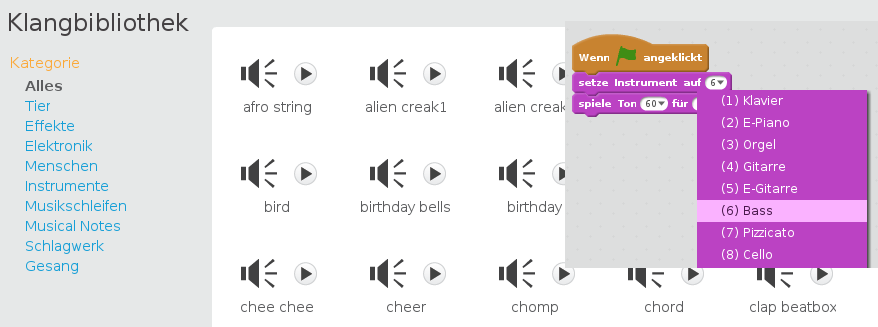 Klangbibliothek
Kategorie
Alles
Tier
Effekte
Elektronik
Menschen
Instrumente
Musikschleifen
Musical Notes
Schlagwerk
Gesang
afro string
alien creak1
alien creak
bird
birthday bells
birthday
chee chee
cheer
chomp
chord
clap beatbox
Wenn angeklickt
setze Instrument auf 6
spiele Ton 60 für
(1) Klavier
(2) E-Piano
(3) Orgel
(4) Gitarre
(5) E-Gitarre
(6) Bass
(7) Pizzicato
(8) Cello